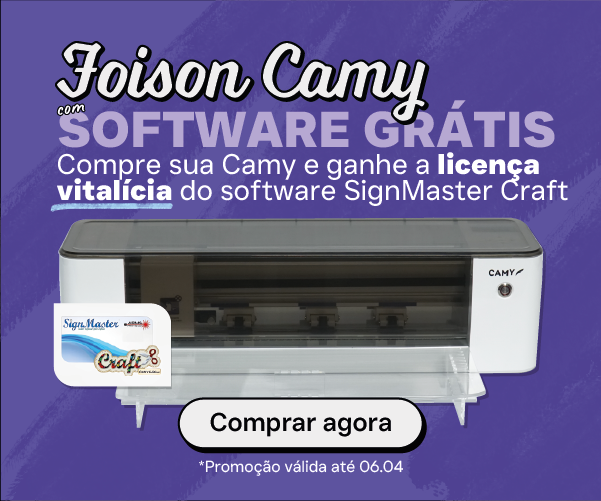 Foison Camy
com
SOFTWARE GRÁTIS
Compre sua Camy e ganhe a licença
vitalícia do software SignMaster Craft
CAMY
SignMaster
Craft
Comprar agora
*Promoção válida até 06.04